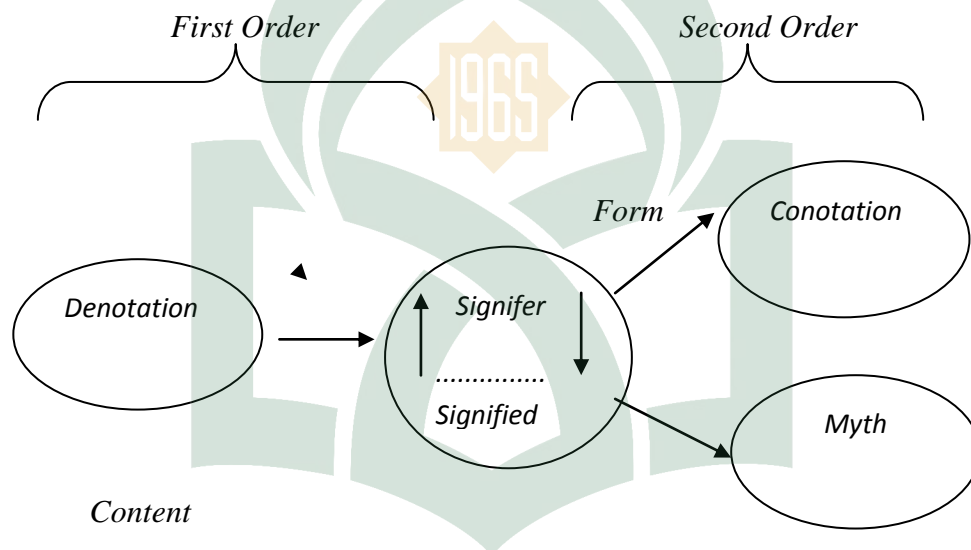 First Order
Second Order
1965
Form
Conotation
Denotation
Signifer
...............
Signified
Myth
Content